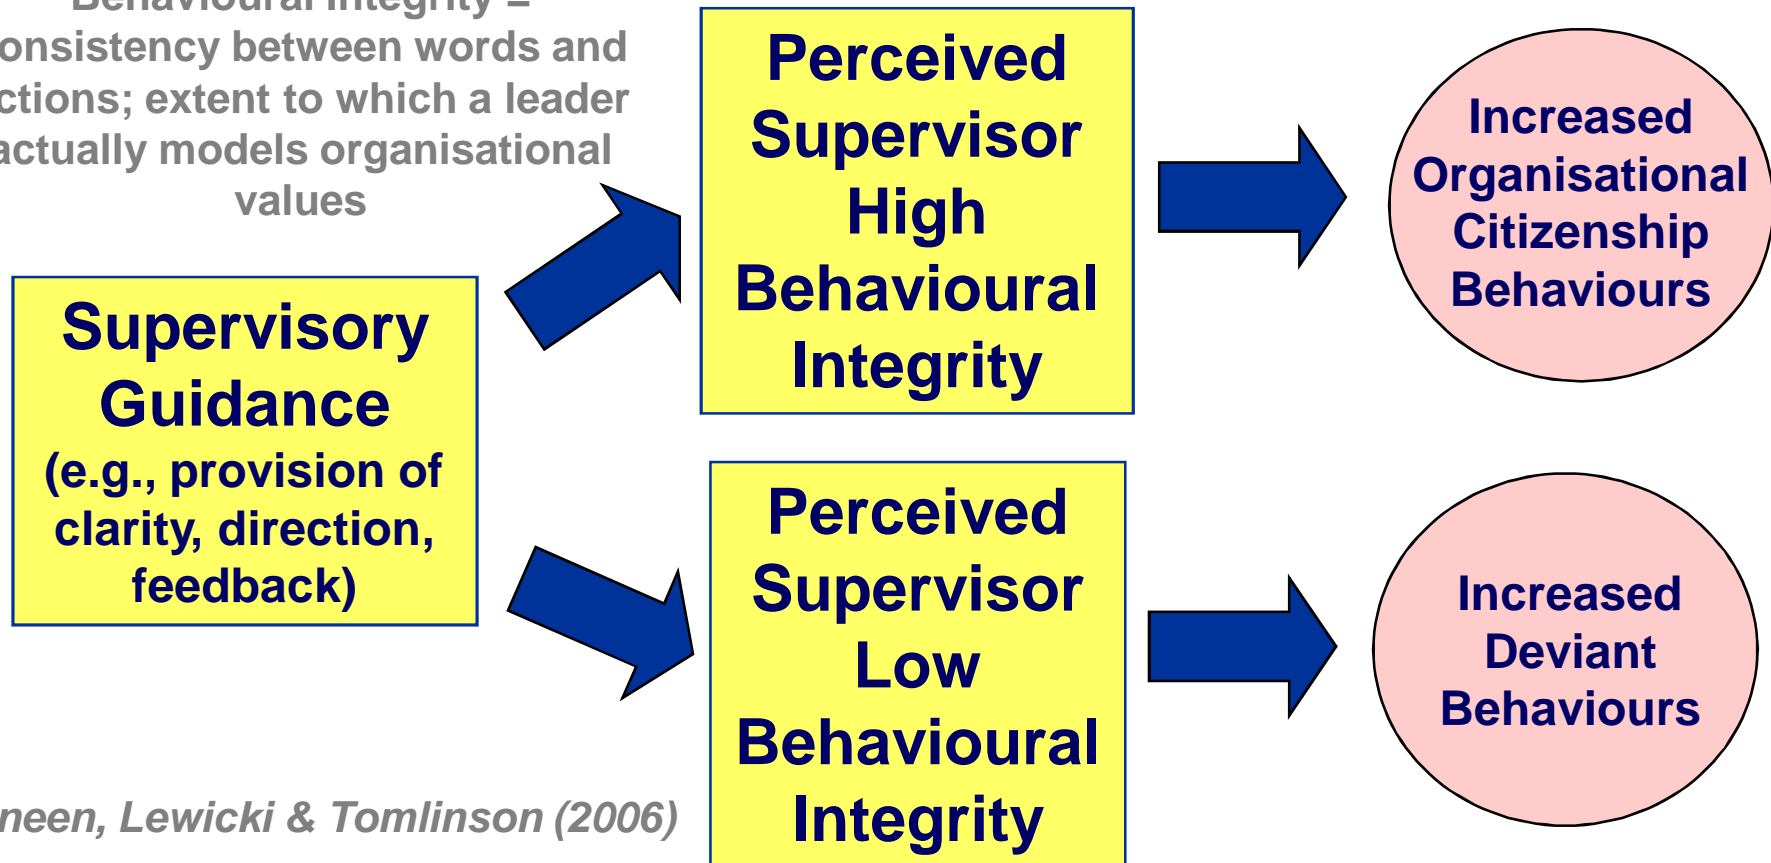 Behavioural Integrity =
onsistency between words and
ctions; extent to which a leader
actually models organisational
values
Supervisory
Guidance
(e.g., provision of
clarity, direction,
feedback)
Perceived
Supervisor
High
Behavioural
Integrity
Increased
Organisational
Citizenship
Behaviours
Perceived
Supervisor
Low
Behavioural
Integrity
Increased
Deviant
Behaviours
neen, Lewicki & Tomlinson (2006)